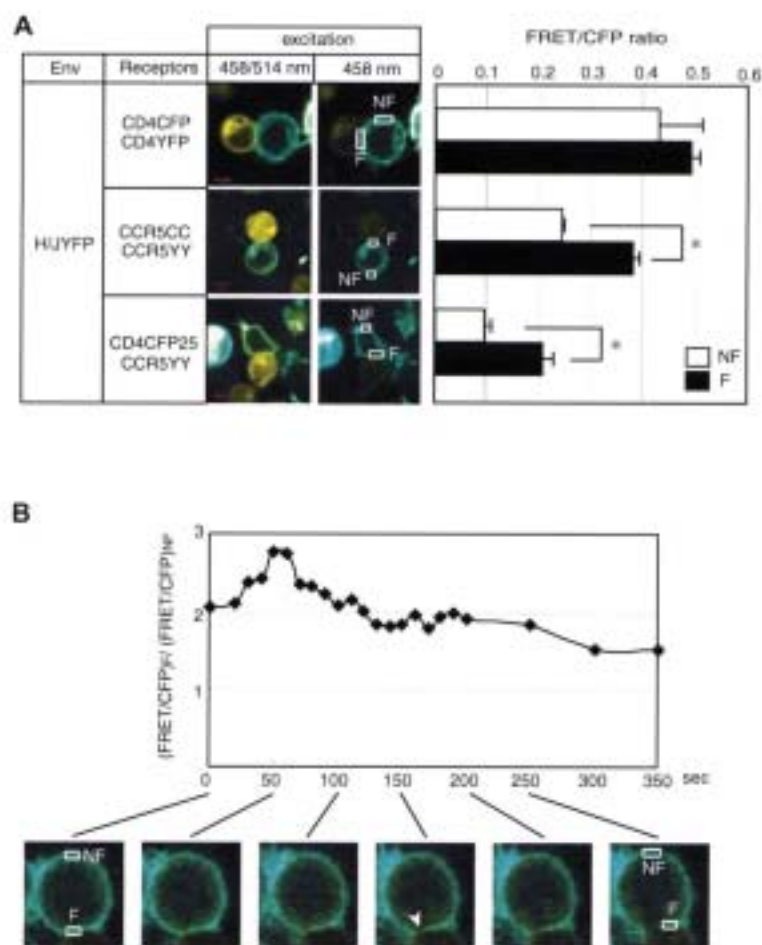 A
excitation
FRET/CFP ratio
Env Receptors 458/514 nm 458 nm
0 0.1 0.2 0.3 0.4 0.5 0.6
H/JYFP
CD4CFP
CD4YFP
NF
F
CCR5CC
CCR5YY
F
NF
*
CD4CFP25
CCR5YY
NF
F
*
NF
F
B
(FRET/CFP)F/ (FRET/CFP)NF
3
2
1
0 50 100 150 200 250 300 350 sec
NF
F
NF
F